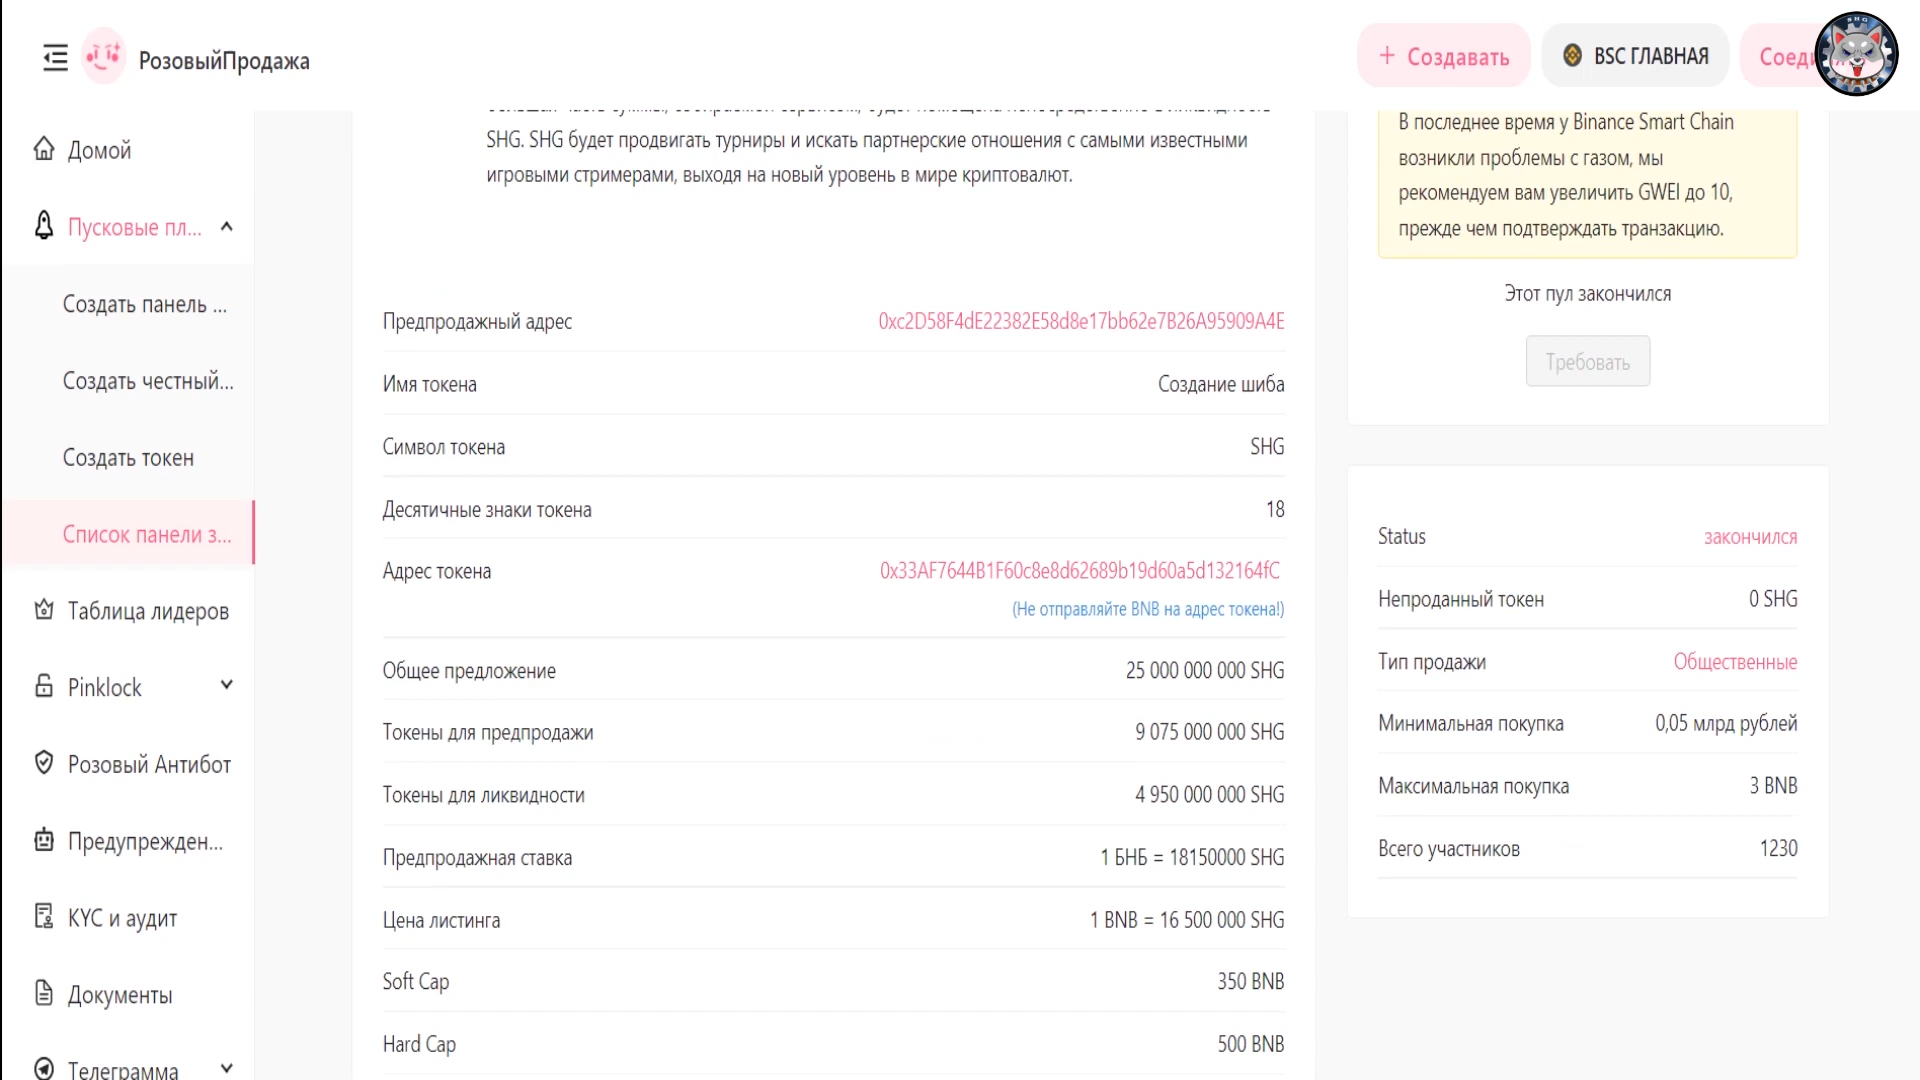 РозовыйПродажа
+ Создавать
BSC ГЛАВНАЯ
SHG
Домой
Пусковые пл...
Создать панель ...
Создать честный...
Создать токен
Список панели з...
Таблица лидеров
Pinklock
Розовый Антибот
Предупрежден...
KYC и аудит
Документы
Телеграмма
SHG. SHG будет продвигать турниры и искать партнерские отношения с самыми известными
игровыми стримерами, выходя на новый уровень в мире криптовалют.
Предпродажный адрес 0xc2D58F4dE22382E58d8e17bb62e7B26A95909A4E
Имя токена Создание шиба
Символ токена SHG
Десятичные знаки токена 18
Адрес токена 0x33AF7644B1F60c8e8d62689b19d60a5d132164fC
(Не отправляйте BNB на адрес токена!)
Общее предложение 25 000 000 000 SHG
Токены для предпродажи 9 075 000 000 SHG
Токены для ликвидности 4 950 000 000 SHG
Предпродажная ставка 1 БНБ = 18150000 SHG
Цена листинга 1 BNB = 16 500 000 SHG
Soft Cap 350 BNB
Hard Cap 500 BNB
В последнее время у Binance Smart Chain
возникли проблемы с газом, мы
рекомендуем вам увеличить GWEI до 10,
прежде чем подтверждать транзакцию.
Этот пул закончился
Требовать
Status закончился
Непроданный токен 0 SHG
Тип продажи Общественные
Минимальная покупка 0,05 млрд рублей
Максимальная покупка 3 BNB
Всего участников 1230